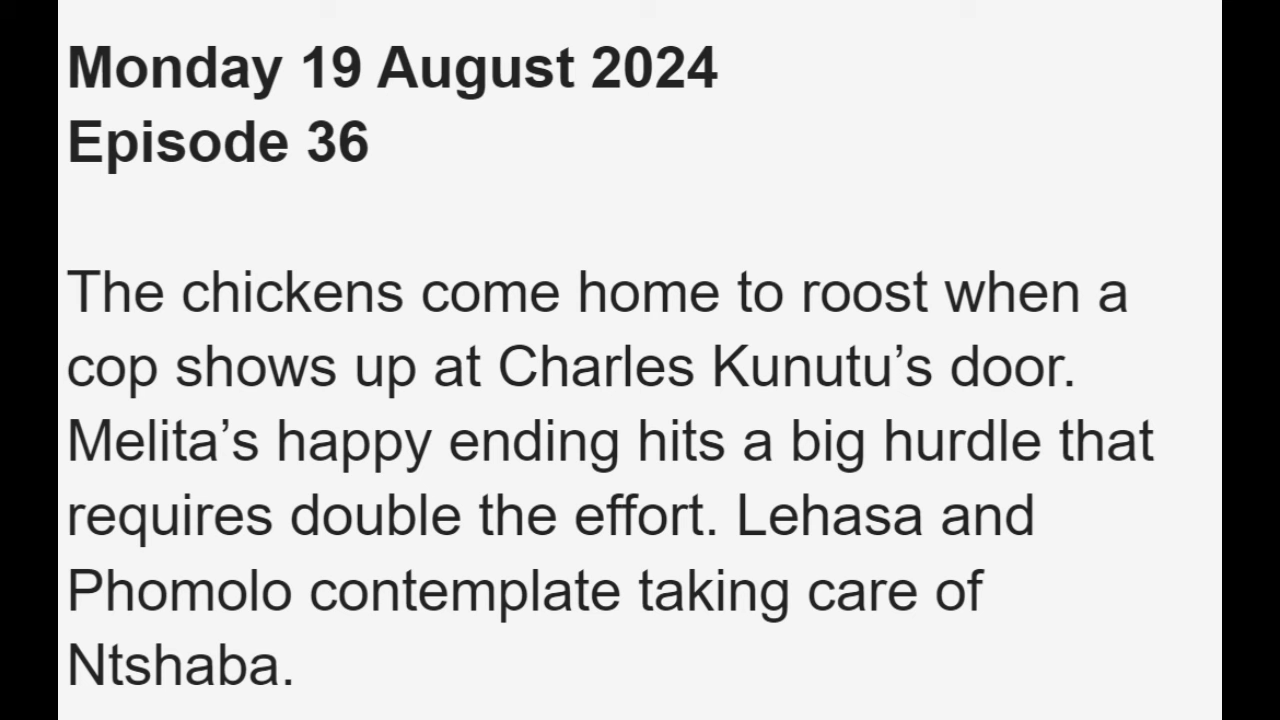 Monday 19 August 2024
Episode 36
The chickens come home to roost when a
cop shows up at Charles Kunutu’s door.
Melita’s happy ending hits a big hurdle that
requires double the effort. Lehasa and
Phomolo contemplate taking care of
Ntshaba.